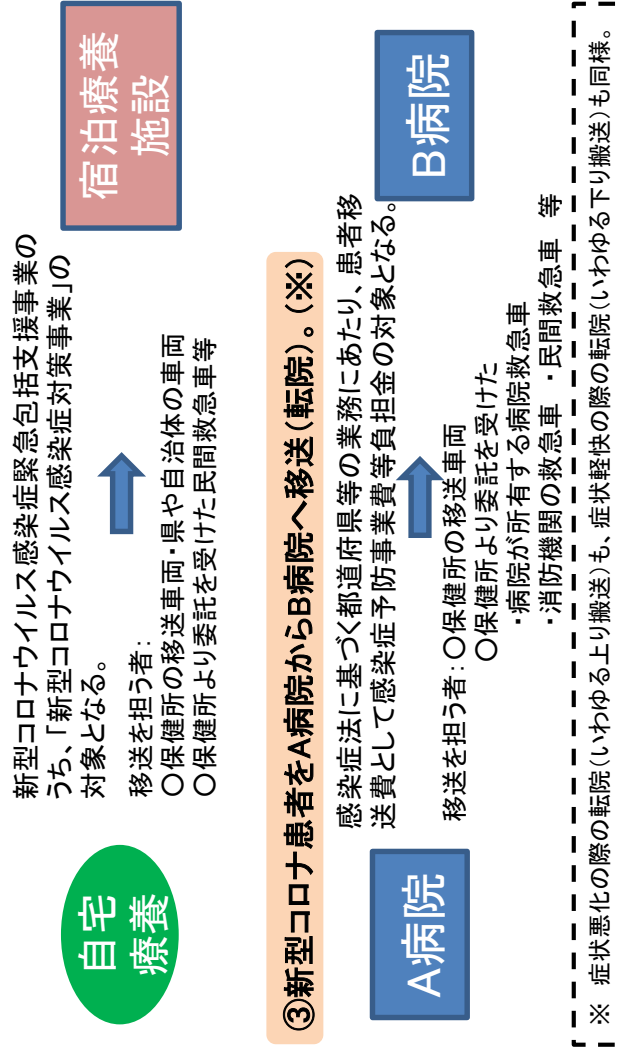 自宅
療養
新型コロナウイルス感染症緊急包括支援事業の
うち、「新型コロナウイルス感染症対策事業」の
対象となる。
移送を担う者：
〇保健所の移送車両・県や自治体の車両
〇保健所より委託を受けた民間救急車等
宿泊療養
施設
③新型コロナ患者をA病院からB病院へ移送（転院）。（※）
A病院
感染症法に基づく都道府県等の業務にあたり、患者移
送費として感染症予防事業費等負担金の対象となる。
移送を担う者：〇保健所の移送車両
〇保健所より委託を受けた
・病院が所有する病院救急車
・消防機関の救急車　・民間救急車　等
B病院
※　症状悪化の際の転院（いわゆる上り搬送）も、症状軽快の際の転院（いわゆる下り搬送）も同様。